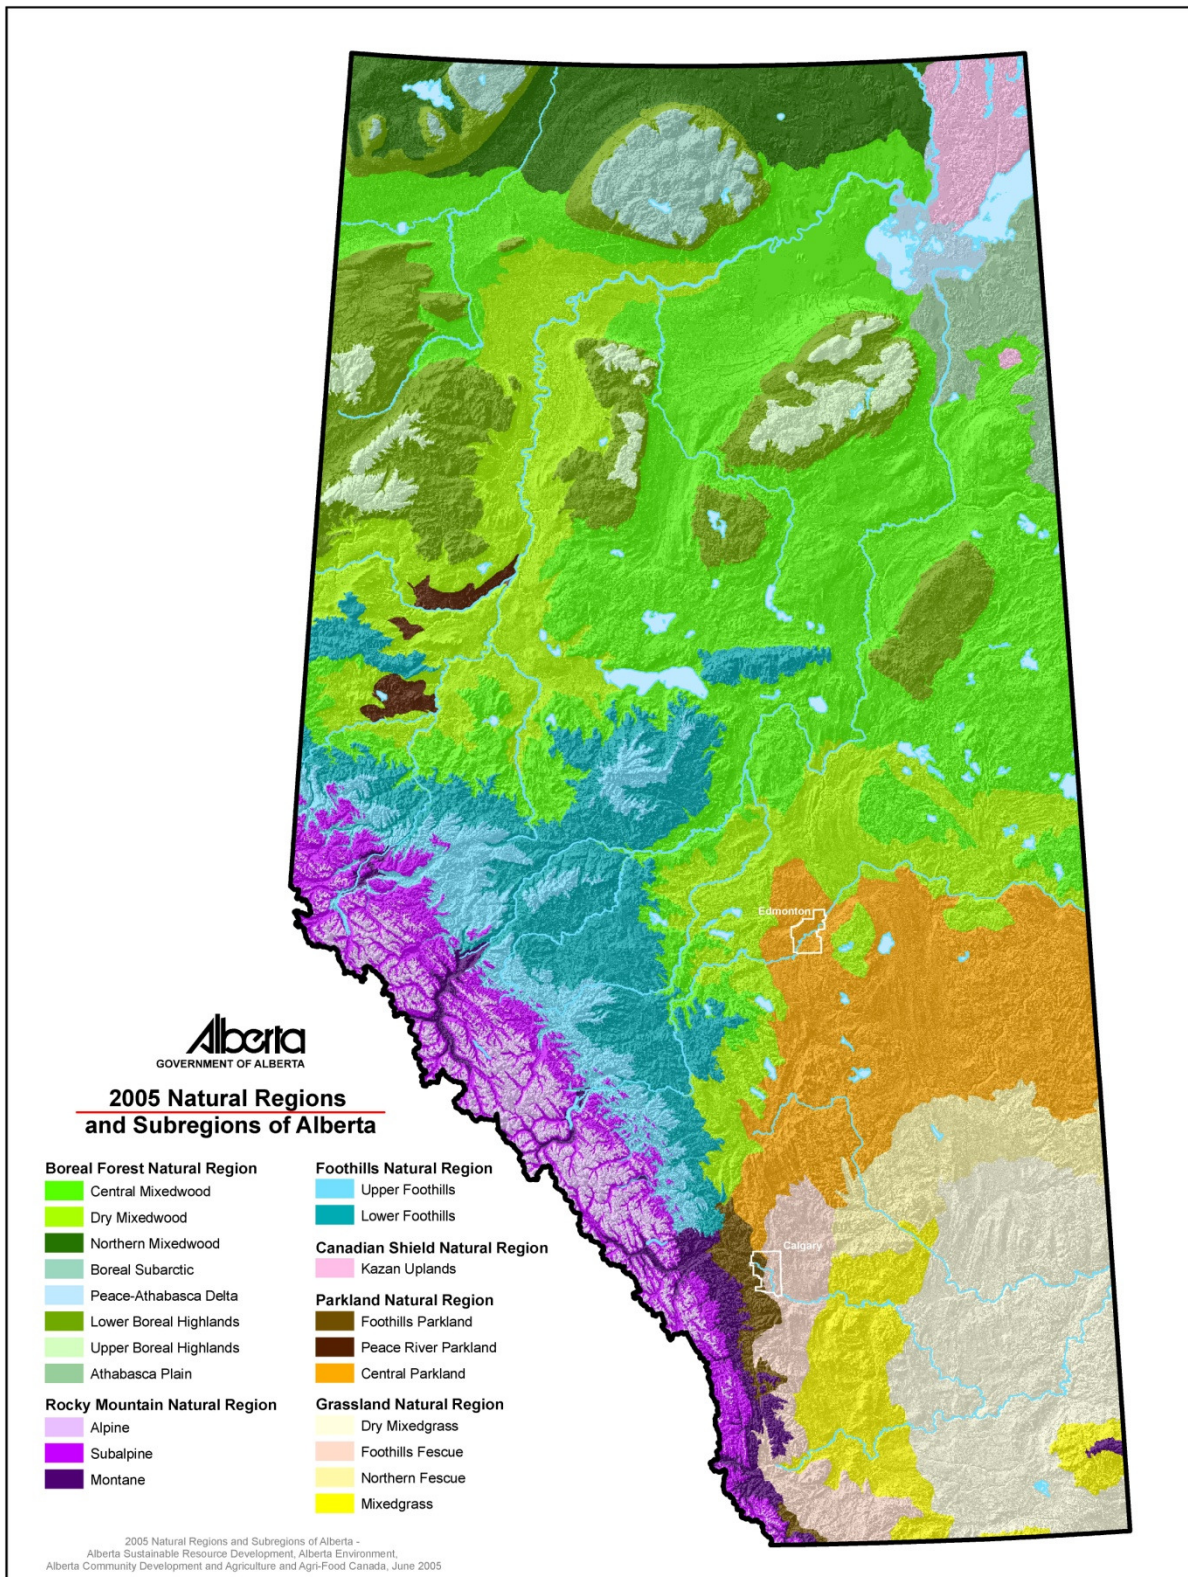 Edmonton
Calgary
Alberta
GOVERNMENT OF ALBERTA
2005 Natural Regions
and Subregions of Alberta
Boreal Forest Natural Region
Central Mixedwood
Dry Mixedwood
Northern Mixedwood
Boreal Subarctic
Peace-Athabasca Delta
Lower Boreal Highlands
Upper Boreal Highlands
Athabasca Plain
Rocky Mountain Natural Region
Alpine
Subalpine
Montane
Foothills Natural Region
Upper Foothills
Lower Foothills
Canadian Shield Natural Region
Kazan Uplands
Parkland Natural Region
Foothills Parkland
Peace River Parkland
Central Parkland
Grassland Natural Region
Dry Mixedgrass
Foothills Fescue
Northern Fescue
Mixedgrass
2005 Natural Regions and Subregions of Alberta -
Alberta Sustainable Resource Development, Alberta Environment,
Alberta Community Development and Agriculture and Agri-Food Canada, June 2005